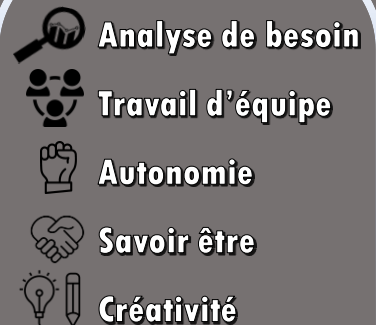 Analyse de besoin
Travail d'équipe
Autonomie
Savoir être
Créativité